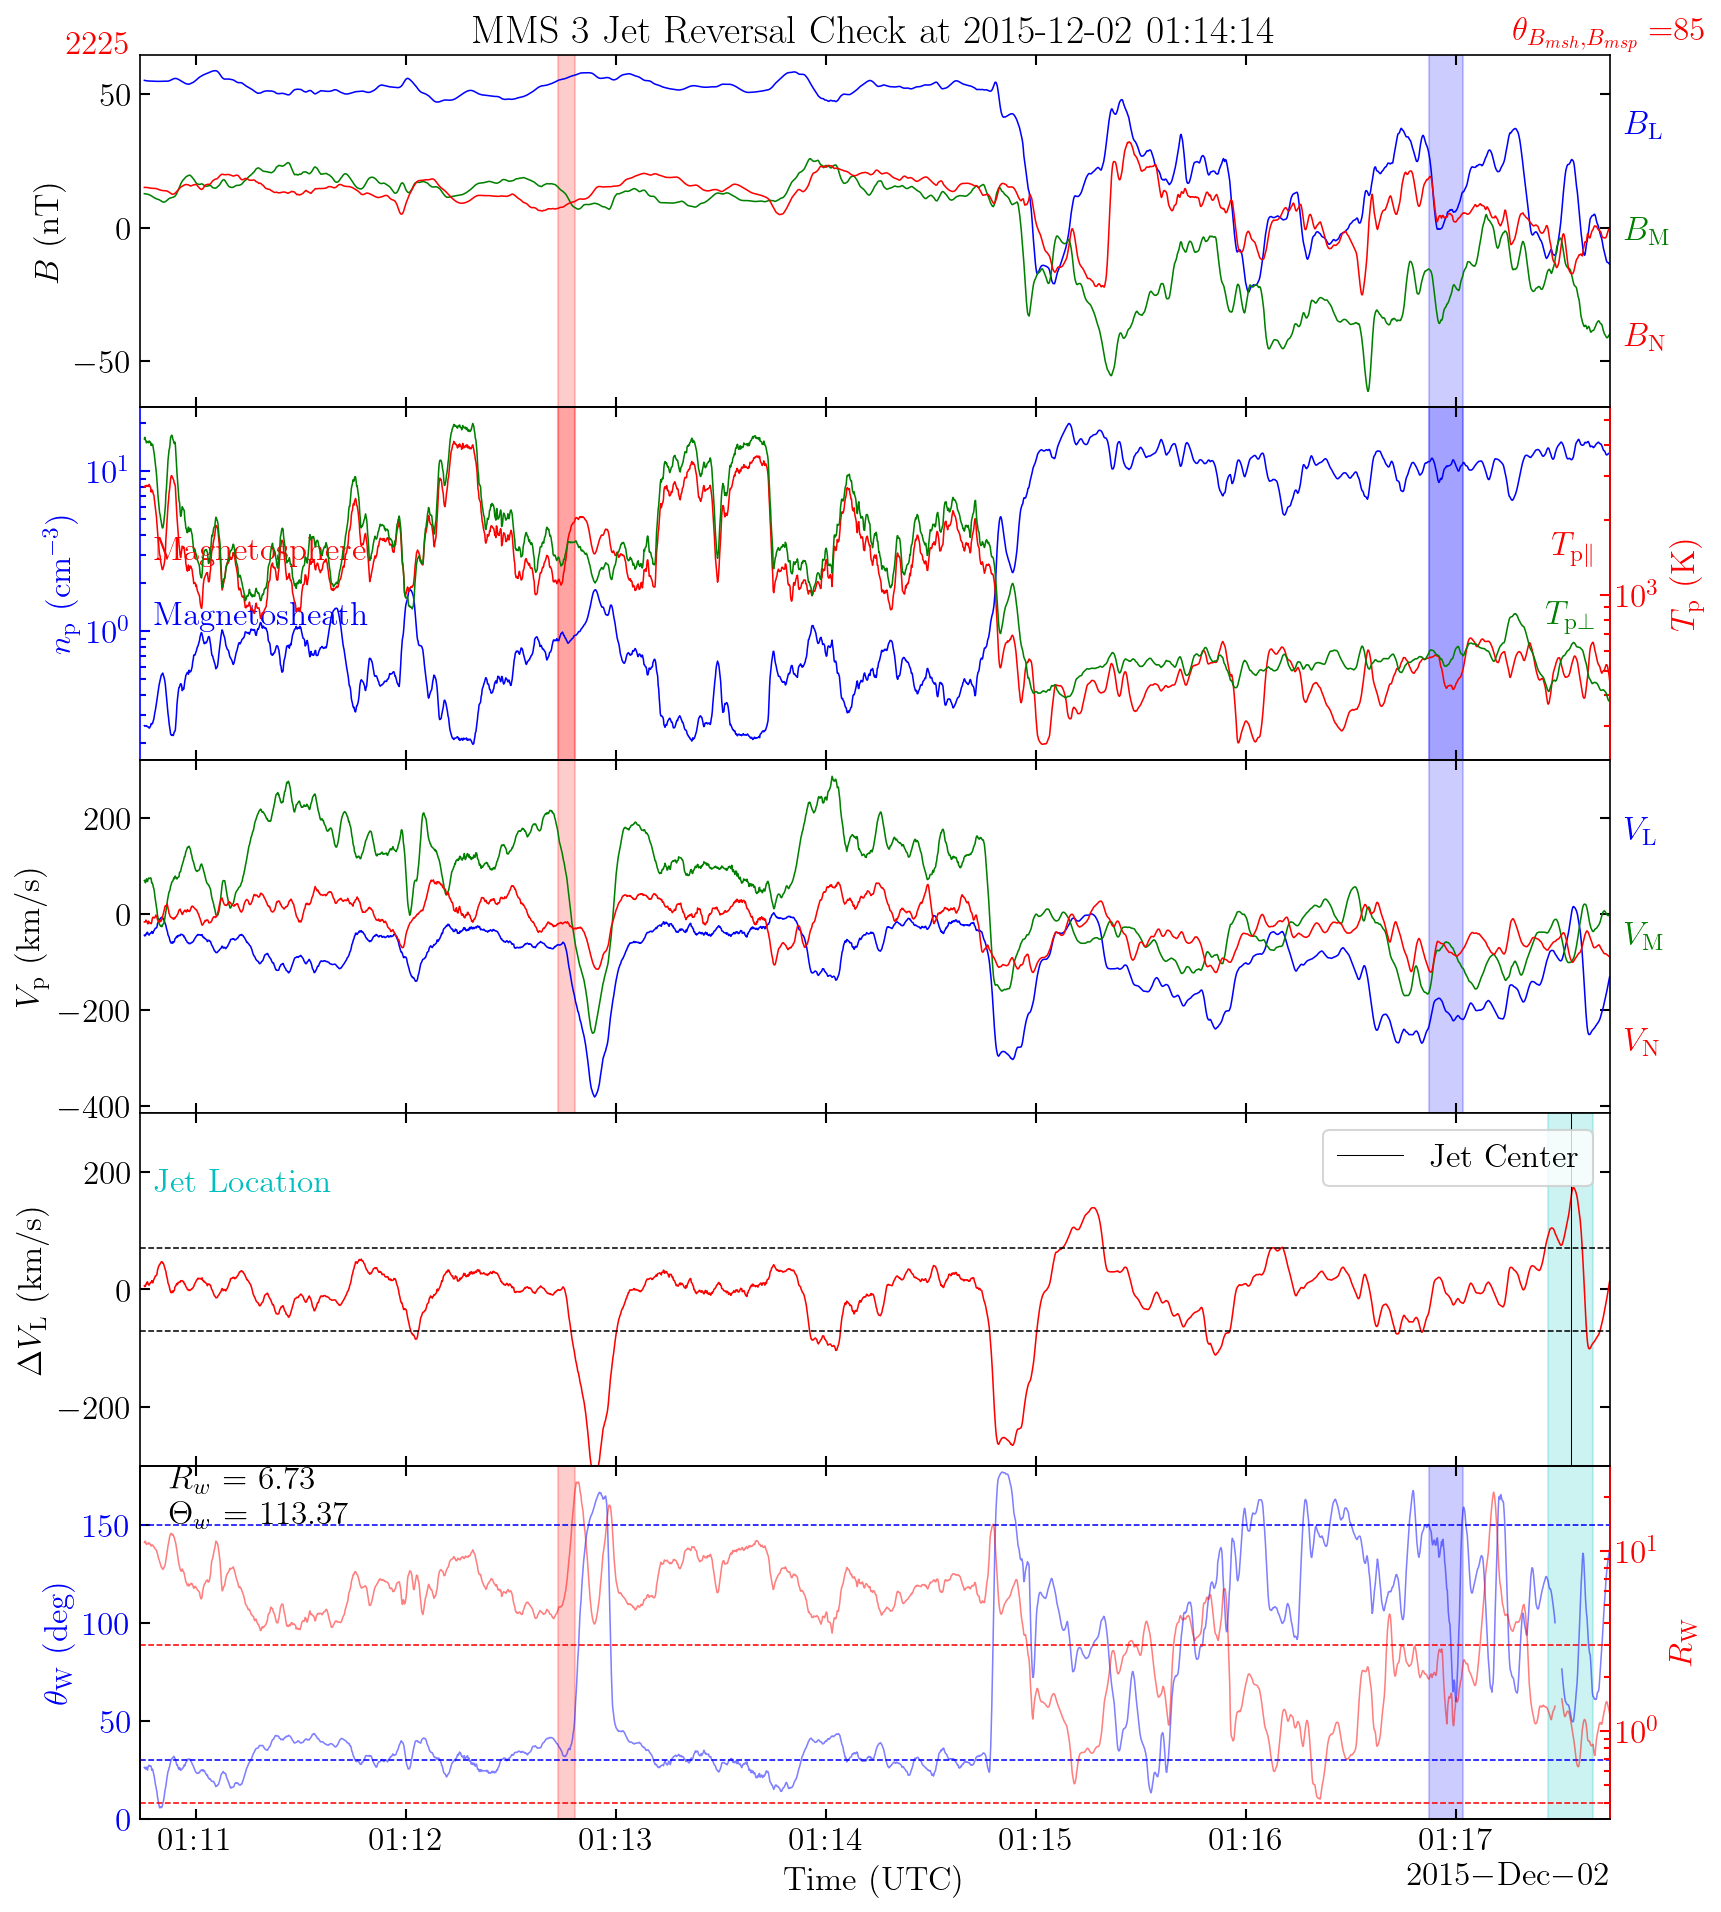 MMS 3 Jet Reversal Check at 2015-12-02 01:14:14
2225
θ_{B_{msh},B_{msp}} =85
50
0
−50
B (nT)
B_L
B_M
B_N
10^1
10^0
n_p (cm^{−3})
Magnetosphere
Magnetosheath
T_{p∥}
T_{p⊥}
10^3
T_p (K)
200
0
−200
−400
V_p (km/s)
V_L
V_M
V_N
200
0
−200
ΔV_L (km/s)
Jet Location
Jet Center
R_w = 6.73
Θ_w = 113.37
150
100
50
0
θ_W (deg)
10^1
10^0
R_W
01:11 01:12 01:13 01:14 01:15 01:16 01:17
Time (UTC)
2015−Dec−02